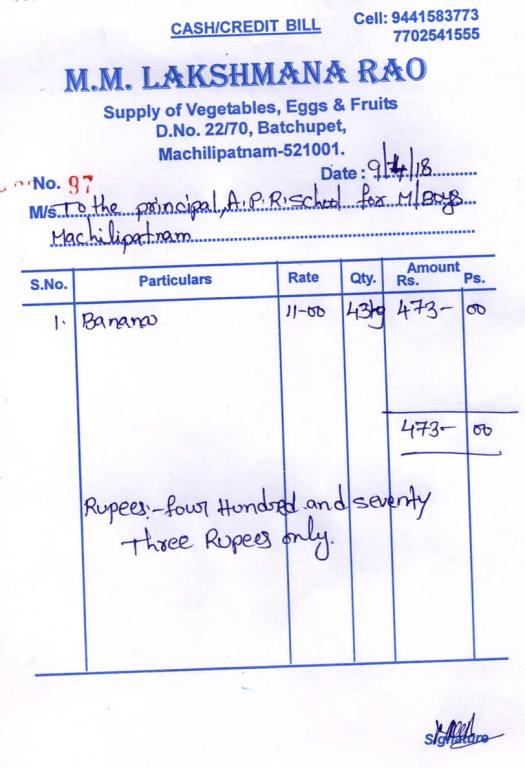 CASH/CREDIT BILL
Cell: 9441583773
7702541555
M.M. LAKSHMANA RAO
Supply of Vegetables, Eggs & Fruits
D.No. 22/70, Batchupet,
Machilipatnam-521001.
No. 97
Date: 9/4/18
M/s. To the principal, A.P.R. School for M/Boys
Machilipatnam
S.No. Particulars Rate Qty. Amount Rs. Ps.
1. Banana 11-00 43kg 473- 00
473- 00
Rupees:- four Hundred and seventy
Three Rupees only.
Signature